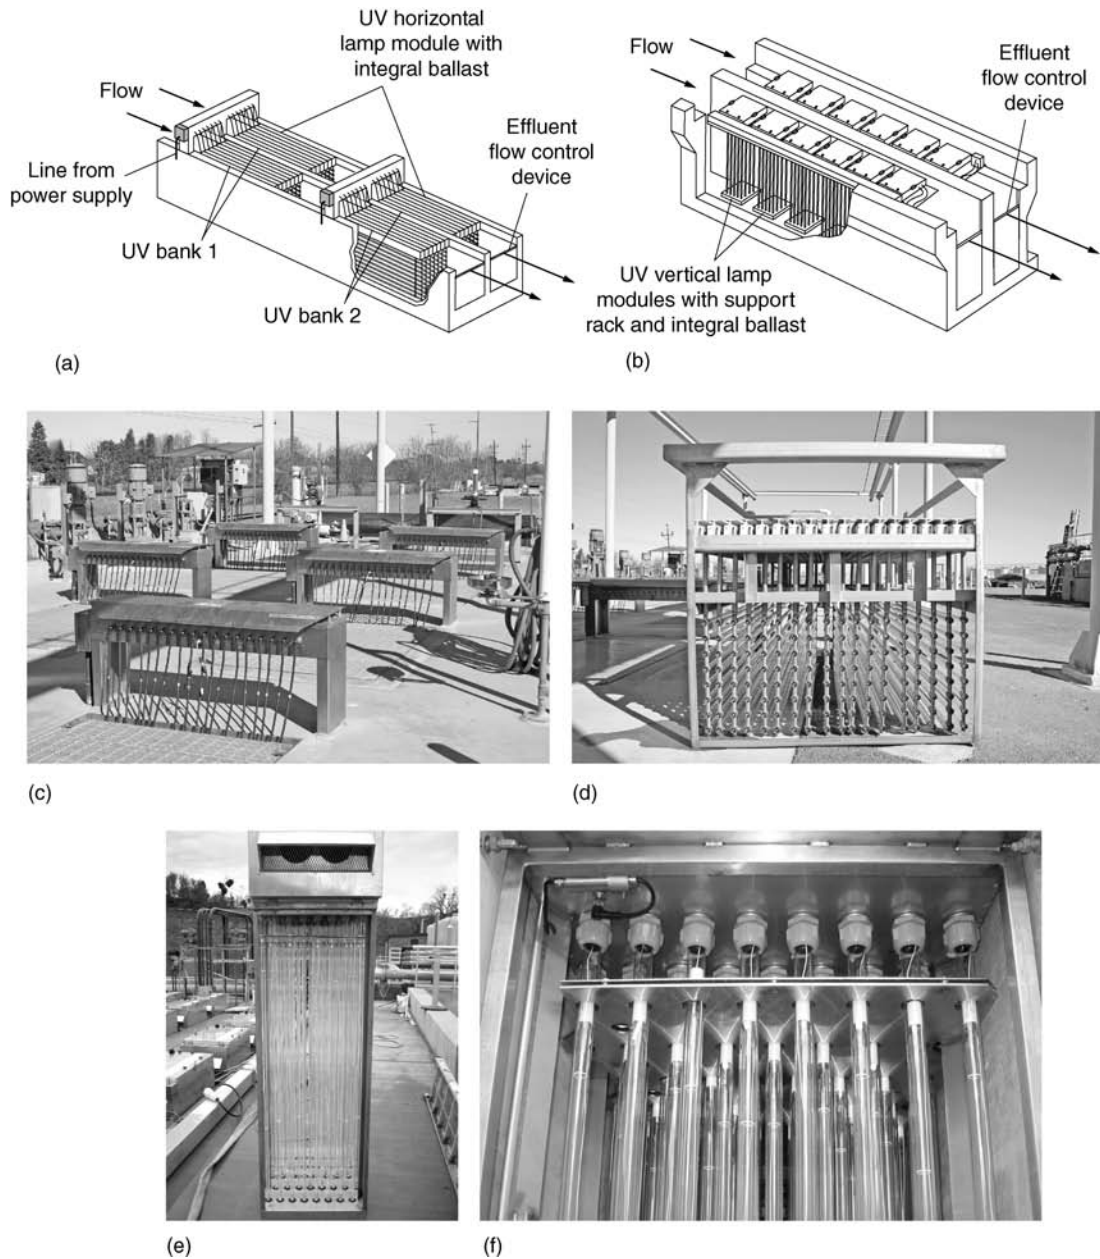 UV horizontal
lamp module with
integral ballast
Flow
Effluent
flow control
device
Line from
power supply
UV bank 1
UV bank 2
(a)
Flow
Effluent
flow control
device
UV vertical lamp
modules with support
rack and integral ballast
(b)
(c)
(d)
(e)
(f)